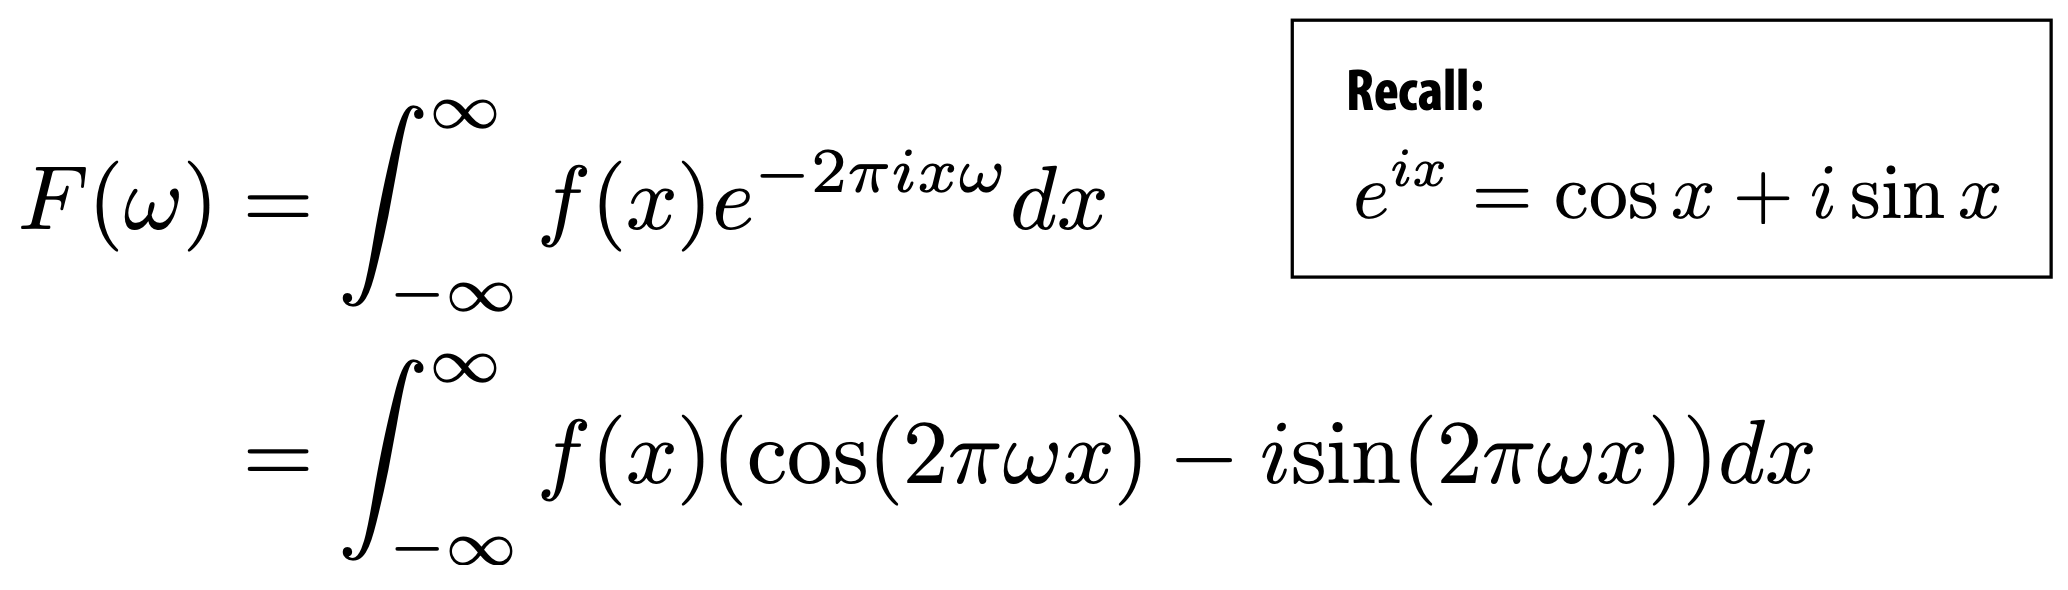 F(ω) = ∫_{-∞}^{∞} f(x)e^{-2πixω}dx
Recall:
e^{ix} = cos x + i sin x
= ∫_{-∞}^{∞} f(x)(cos(2πωx) − isin(2πωx))dx